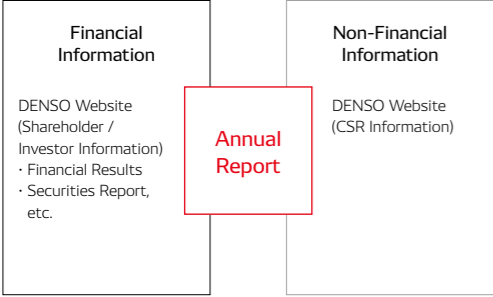 Financial
Information
DENSO Website
(Shareholder /
Investor Information)
・Financial Results
・Securities Report,
etc.
Annual
Report
Non-Financial
Information
DENSO Website
(CSR Information)